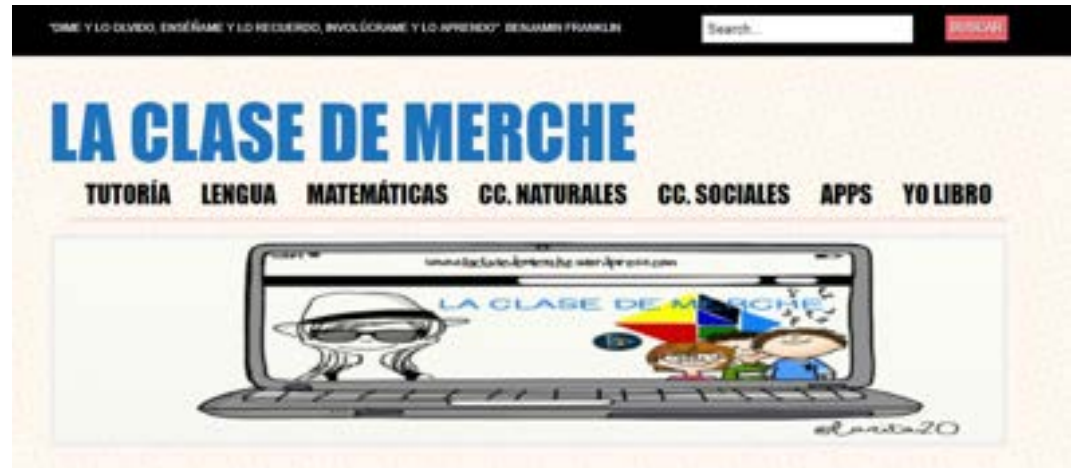 "DIME Y LO OLVIDO, ENSÉÑAME Y LO RECUERDO, INVOLÚCRAME Y LO APRENDO" BENJAMIN FRANKLIN
Search...
BUSCAR
LA CLASE DE MERCHE
TUTORÍA LENGUA MATEMÁTICAS CC. NATURALES CC. SOCIALES APPS YO LIBRO
LA CLASE DE MERCHE